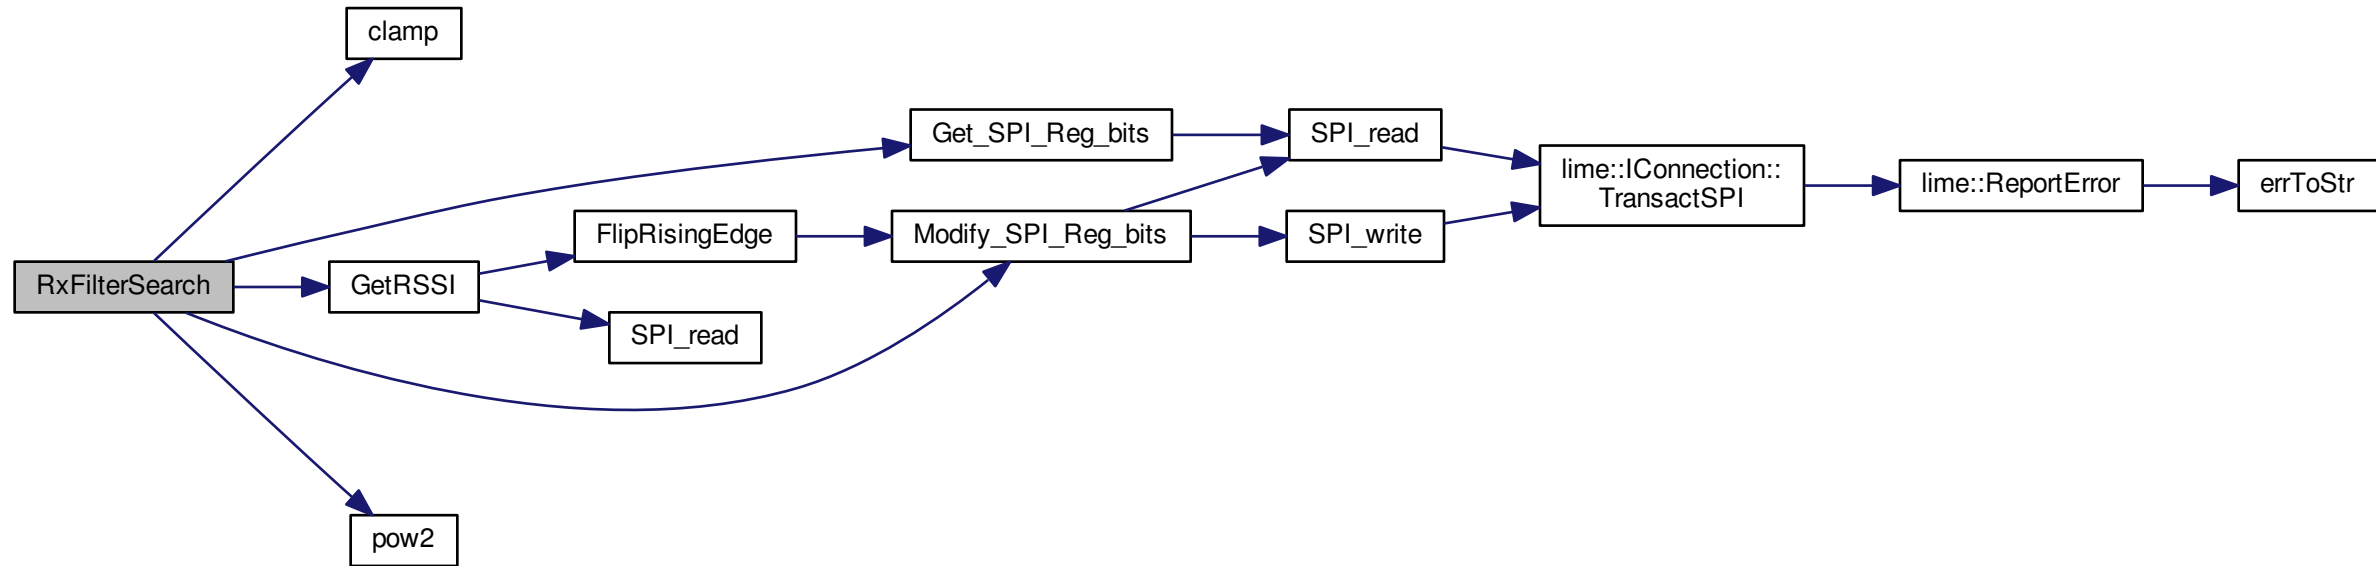 clamp
Get_SPI_Reg_bits
SPI_read
lime::IConnection::
TransactSPI
lime::ReportError
errToStr
FlipRisingEdge
Modify_SPI_Reg_bits
SPI_write
RxFilterSearch
GetRSSI
SPI_read
pow2